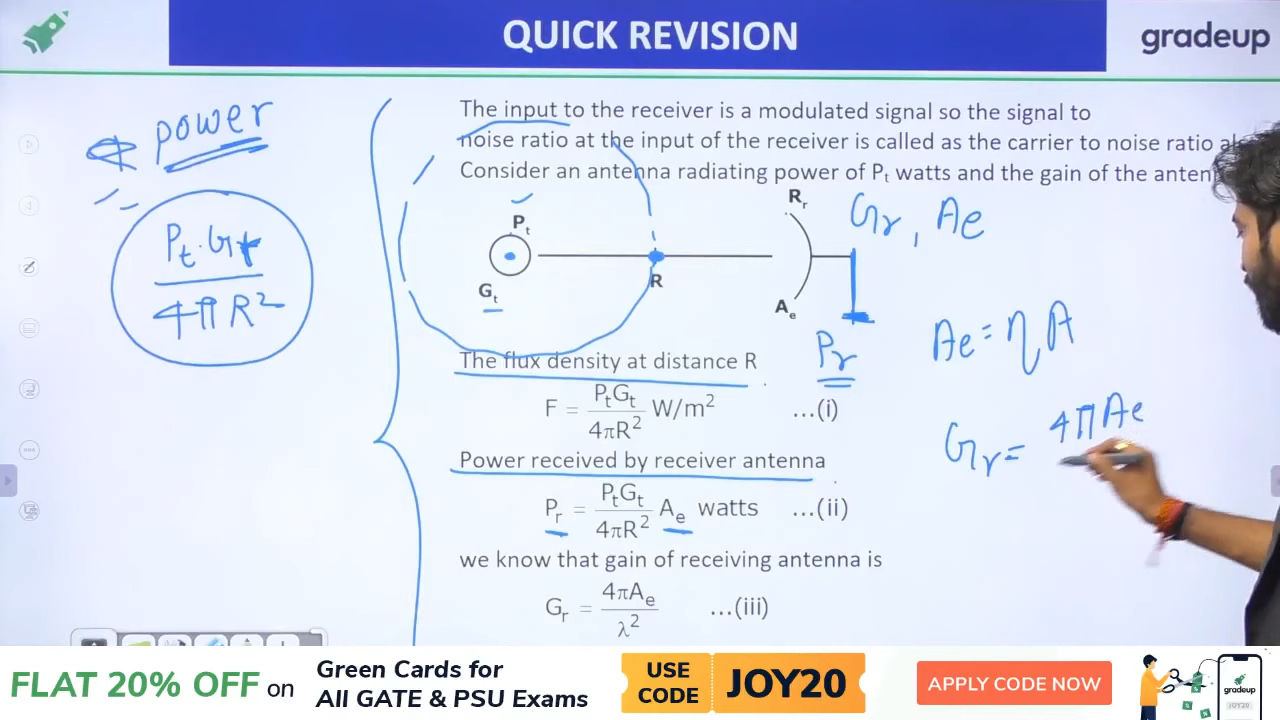 QUICK REVISION
gradeup
power
The input to the receiver is a modulated signal so the signal to
noise ratio at the input of the receiver is called as the carrier to noise ratio
Consider an antenna radiating power of Pₜ watts and the gain of the
Pₜ
Gₜ
R
Rᵣ
Aₑ
Gr, Ae
Pt.Gt
4πR²
Ae = ηA
Pr
The flux density at distance R
F = PₜGₜ/4πR² W/m² ...(i)
Gr = 4πAe
Power received by receiver antenna
Pᵣ = PₜGₜ/4πR² Aₑ watts ...(ii)
we know that gain of receiving antenna is
Gᵣ = 4πAₑ/λ² ...(iii)
FLAT 20% OFF on
Green Cards for
All GATE & PSU Exams
USE
CODE
JOY20
APPLY CODE NOW
gradeup
JOY20